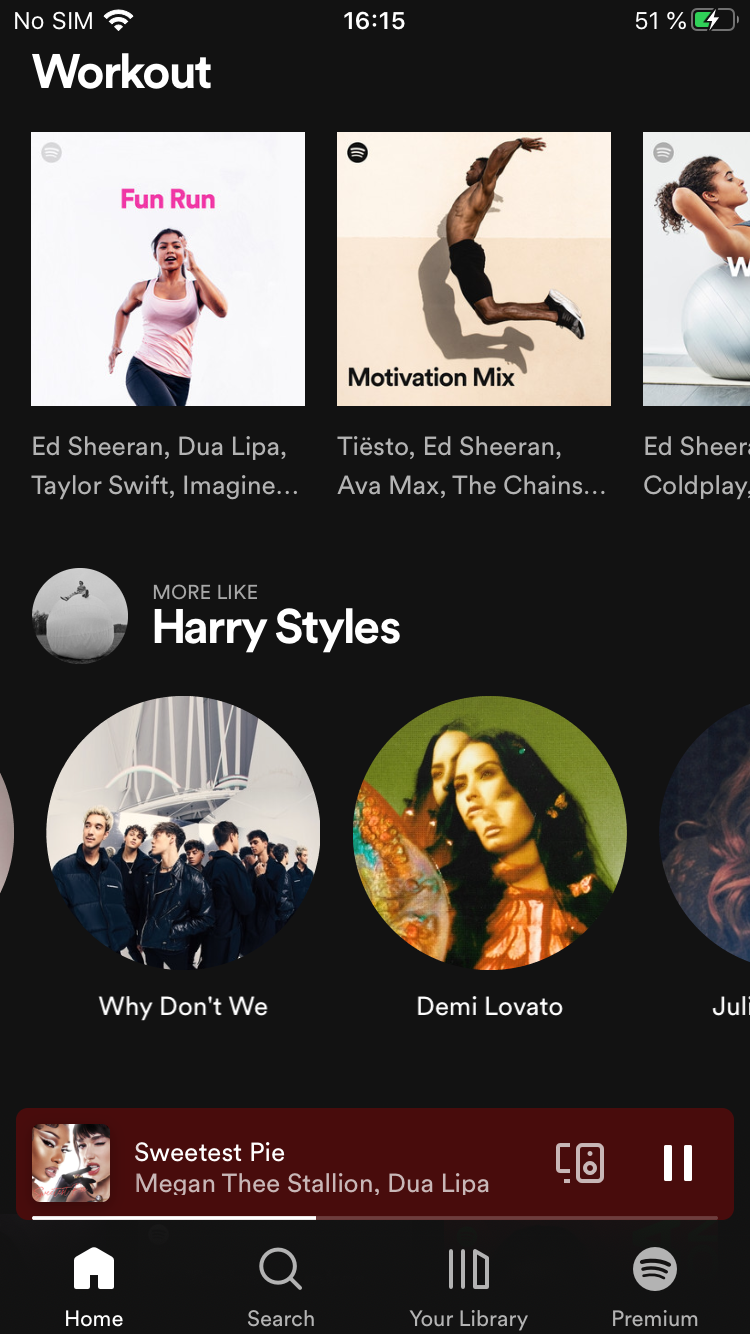 No SIM 16:15 51 %
Workout
Fun Run
Motivation Mix
W
Ed Sheeran, Dua Lipa,
Taylor Swift, Imagine...
Tiësto, Ed Sheeran,
Ava Max, The Chains...
Ed Sheer
Coldplay,
MORE LIKE
Harry Styles
Why Don't We
Demi Lovato
Juli
Sweetest Pie
Megan Thee Stallion, Dua Lipa
Home
Search
Your Library
Premium